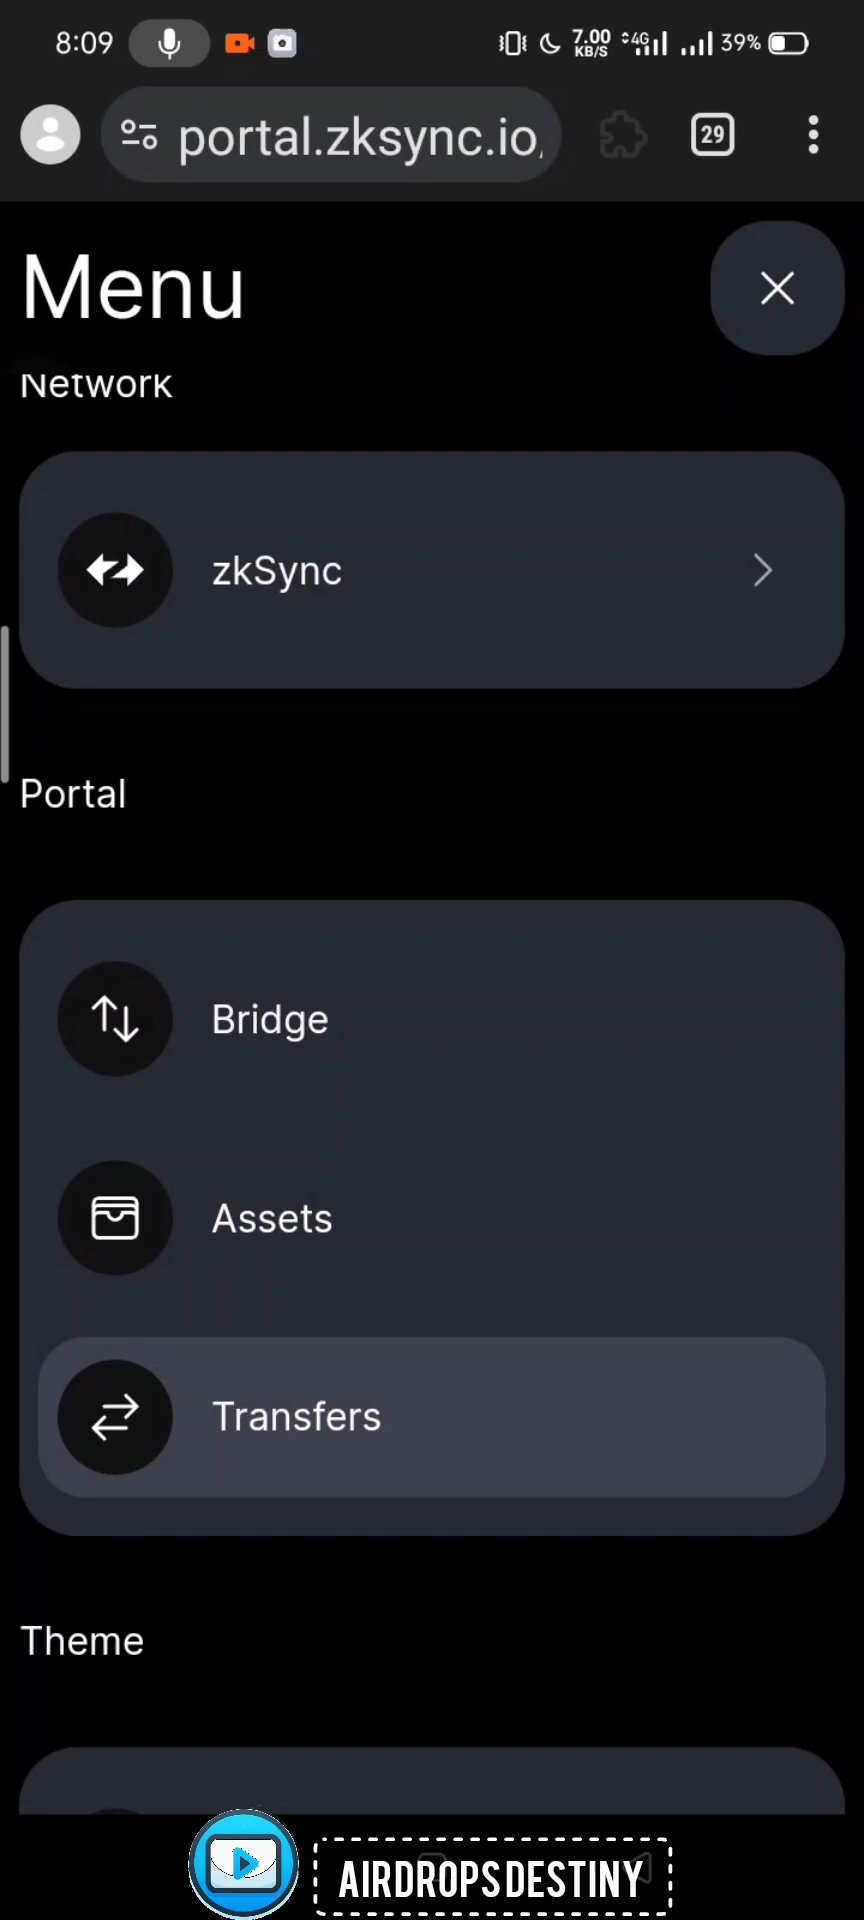 8:09
7.00
KB/S
4G
39%
portal.zksync.io
29
Menu
Network
zkSync
Portal
Bridge
Assets
Transfers
Theme
AIRDROPS DESTINY